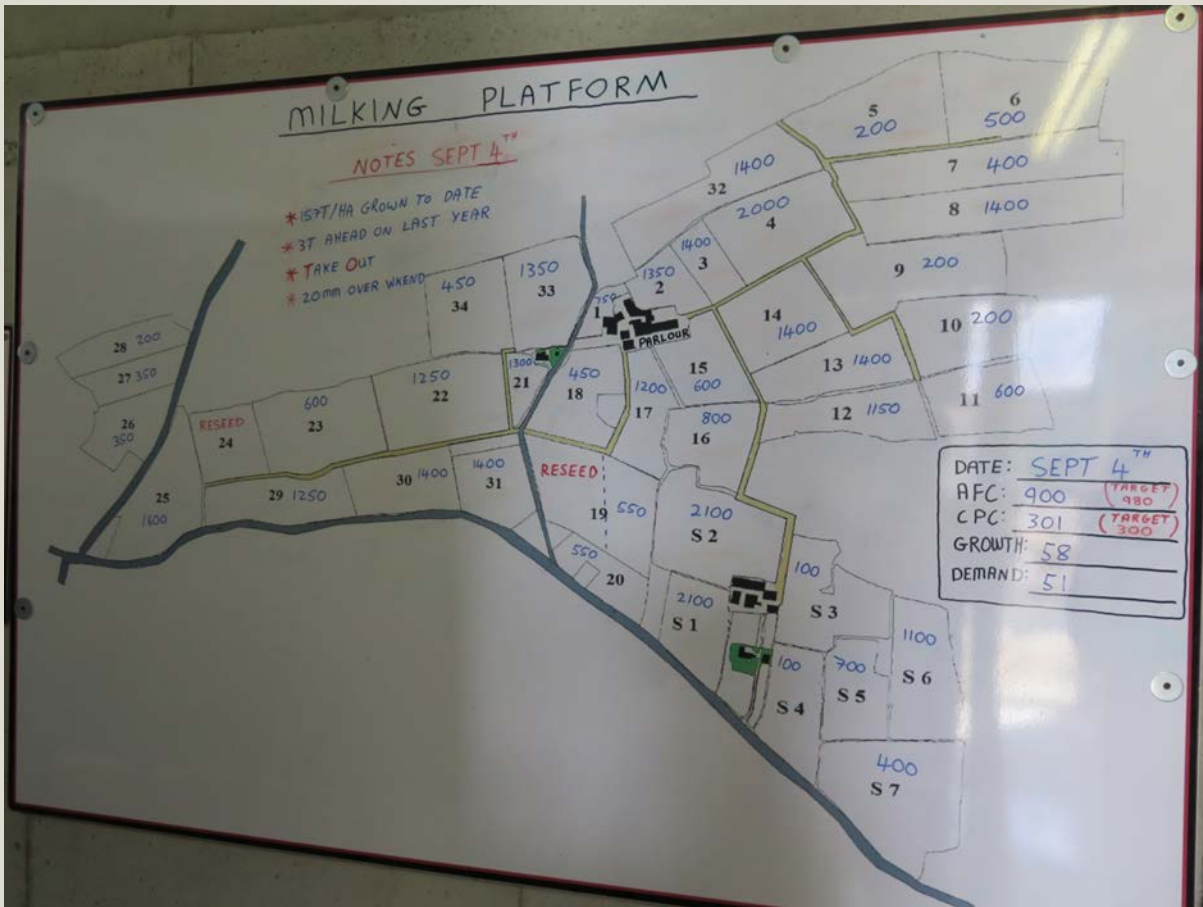 MILKING PLATFORM
NOTES SEPT 4TH
* 157T/HA GROWN TO DATE
* 3T AHEAD ON LAST YEAR
* TAKE OUT
* 20MM OVER WKEND
5
200
6
500
7 400
8 1400
1400
32
2000
4
1400
3
1350
2
750
1
PARLOUR
9 200
10 200
11 600
12 1150
13 1400
14
1400
15
600
800
16
1200
17
450
18
1300
21
1350
33
450
34
1250
22
600
23
RESEED
24
28 200
27 350
26
350
25
1600
29 1250
30 1400
1400
31
RESEED
19 550
550
20
2100
S 2
2100
S 1
100
S 3
100
S 4
700
S 5
1100
S 6
400
S 7
DATE: SEPT 4TH
AFC: 900 (TARGET 980)
CPC: 301 (TARGET 300)
GROWTH: 58
DEMAND: 51